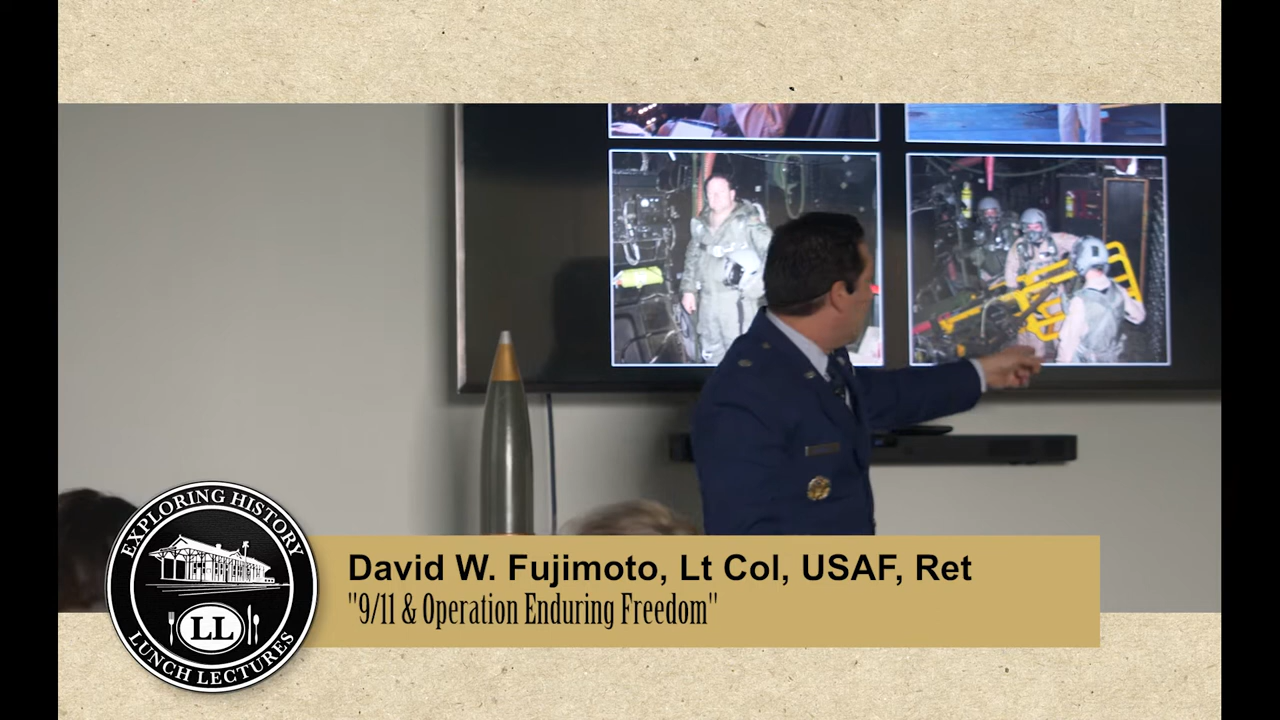 EXPLORING HISTORY
LL
LUNCH LECTURES
David W. Fujimoto, Lt Col, USAF, Ret
"9/11 & Operation Enduring Freedom"